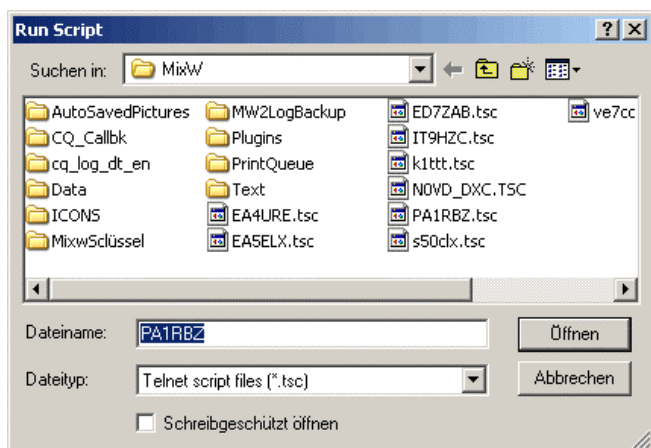 Run Script
Suchen in: MixW
AutoSavedPictures MW2LogBackup ED7ZAB.tsc ve7cc
CQ_Callbk Plugins IT9HZC.tsc
cq_log_dt_en PrintQueue k1ttt.tsc
Data Text N0VD_DXC.TSC
ICONS EA4URE.tsc PA1RBZ.tsc
MixwSclüssel EA5ELX.tsc s50clx.tsc
Dateiname: PA1RBZ Öffnen
Dateityp: Telnet script files (*.tsc) Abbrechen
Schreibgeschützt öffnen